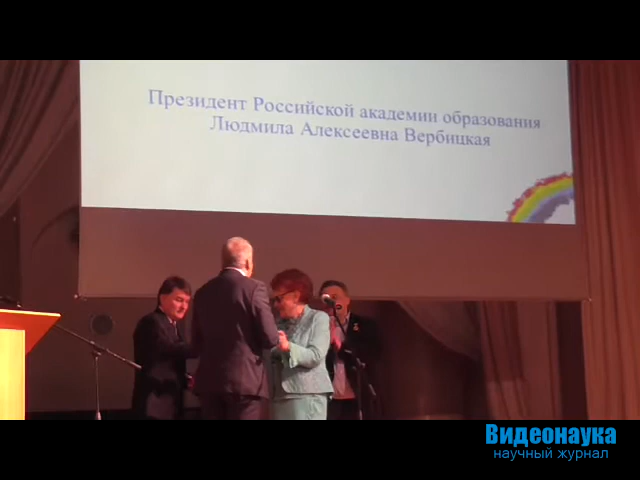 Президент Российской академии образования
Людмила Алексеевна Вербицкая
Видеонаука
научный журнал